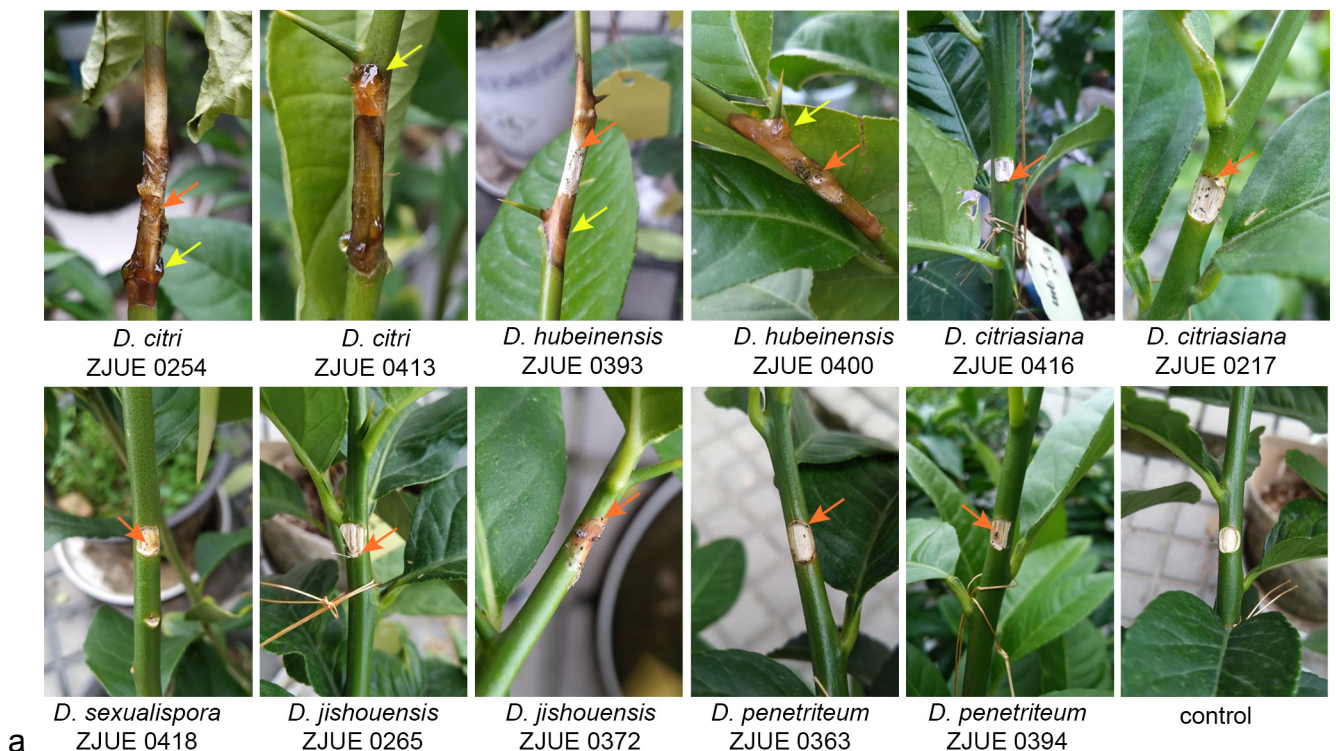 D. citri
ZJUE 0254
D. citri
ZJUE 0413
D. hubeinensis
ZJUE 0393
D. hubeinensis
ZJUE 0400
D. citriasiana
ZJUE 0416
D. citriasiana
ZJUE 0217
D. sexualispora
ZJUE 0418
D. jishouensis
ZJUE 0265
D. jishouensis
ZJUE 0372
D. penetriteum
ZJUE 0363
D. penetriteum
ZJUE 0394
control
a